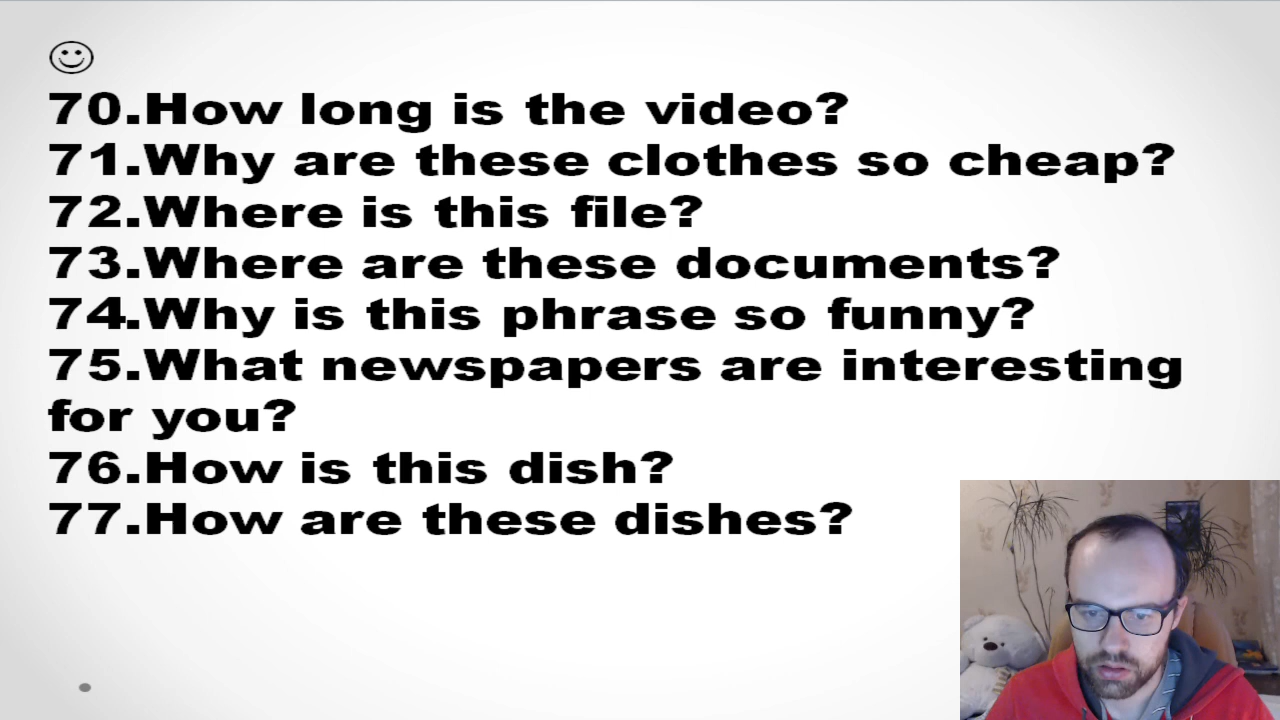 70.How long is the video?
71.Why are these clothes so cheap?
72.Where is this file?
73.Where are these documents?
74.Why is this phrase so funny?
75.What newspapers are interesting
for you?
76.How is this dish?
77.How are these dishes?